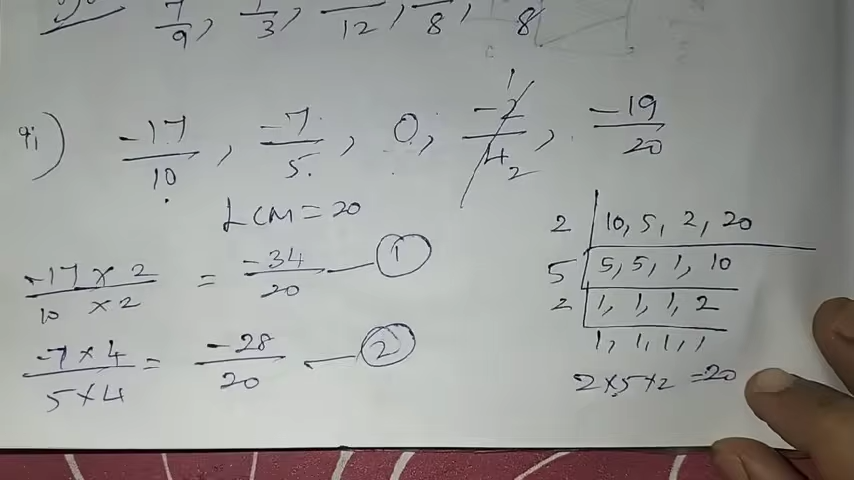 7/9, 1/3, /12, /8, 8
ii) -17/10, -7/5, 0, -2/4 1 2, -19/20
LCM = 20
-17 × 2 / 10 × 2 = -34/20 — 1
-7 × 4 / 5 × 4 = -28/20 — 2
2 | 10, 5, 2, 20
5 | 5, 5, 1, 10
2 | 1, 1, 1, 2
1, 1, 1, 1
2 × 5 × 2 = 20